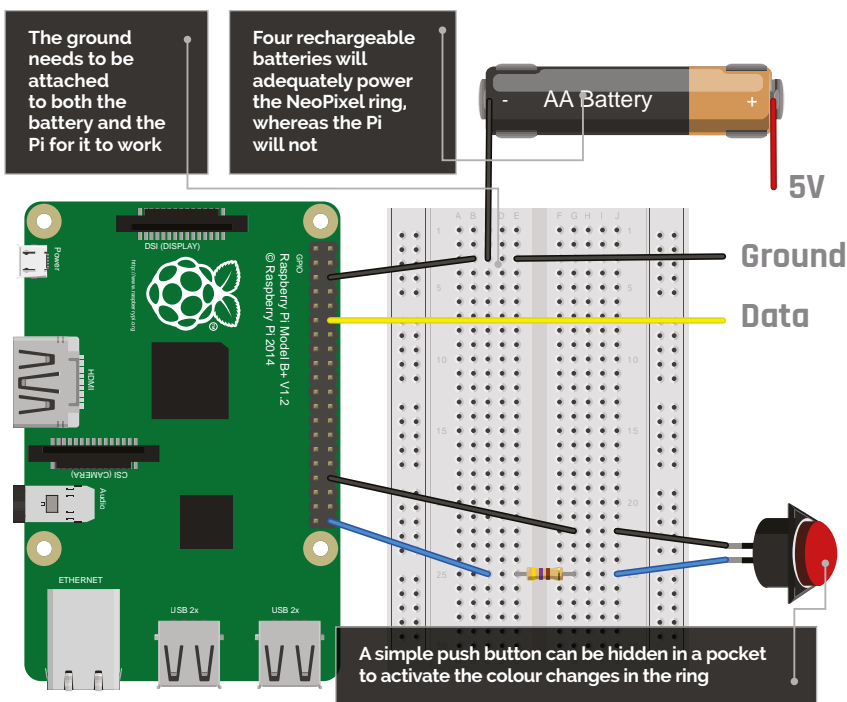 The ground
needs to be
attached
to both the
battery and the
Pi for it to work
Four rechargeable
batteries will
adequately power
the NeoPixel ring,
whereas the Pi
will not
- AA Battery +
5V
Ground
Data
Power
DSI (DISPLAY)
http://www.raspberrypi.org
GPIO
Raspberry Pi Model B+ V1.2
© Raspberry Pi 2014
HDMI
CSI (CAMERA)
Audio
ETHERNET
USB 2x
USB 2x
A B D E F G H I J
1 1
5
10 10
15 15
20
25
A simple push button can be hidden in a pocket
to activate the colour changes in the ring